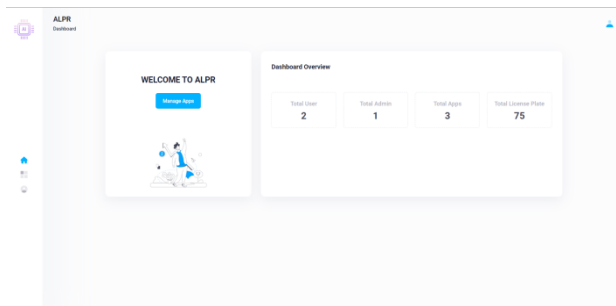 AI
ALPR
Dashboard
WELCOME TO ALPR
Manage Apps
Dashboard Overview
Total User
2
Total Admin
1
Total Apps
3
Total License Plate
75